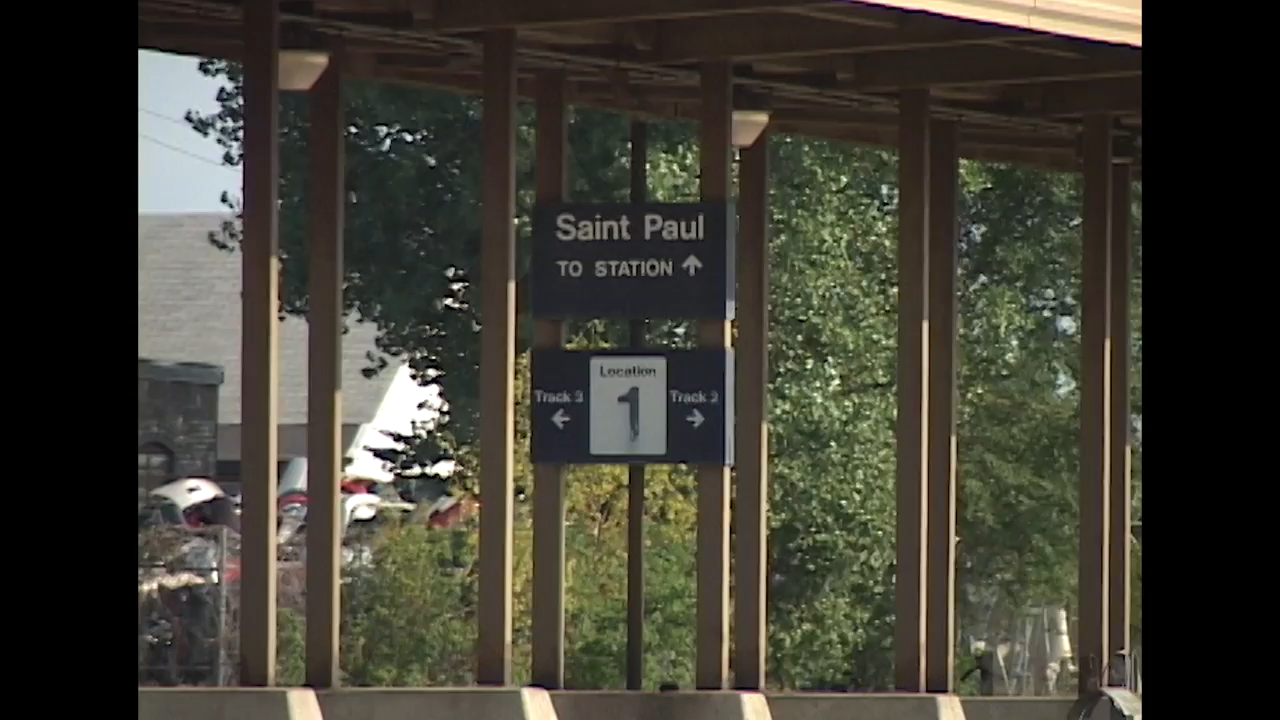 Saint Paul
TO STATION ↑
Location
Track 3 1 Track 2
← →